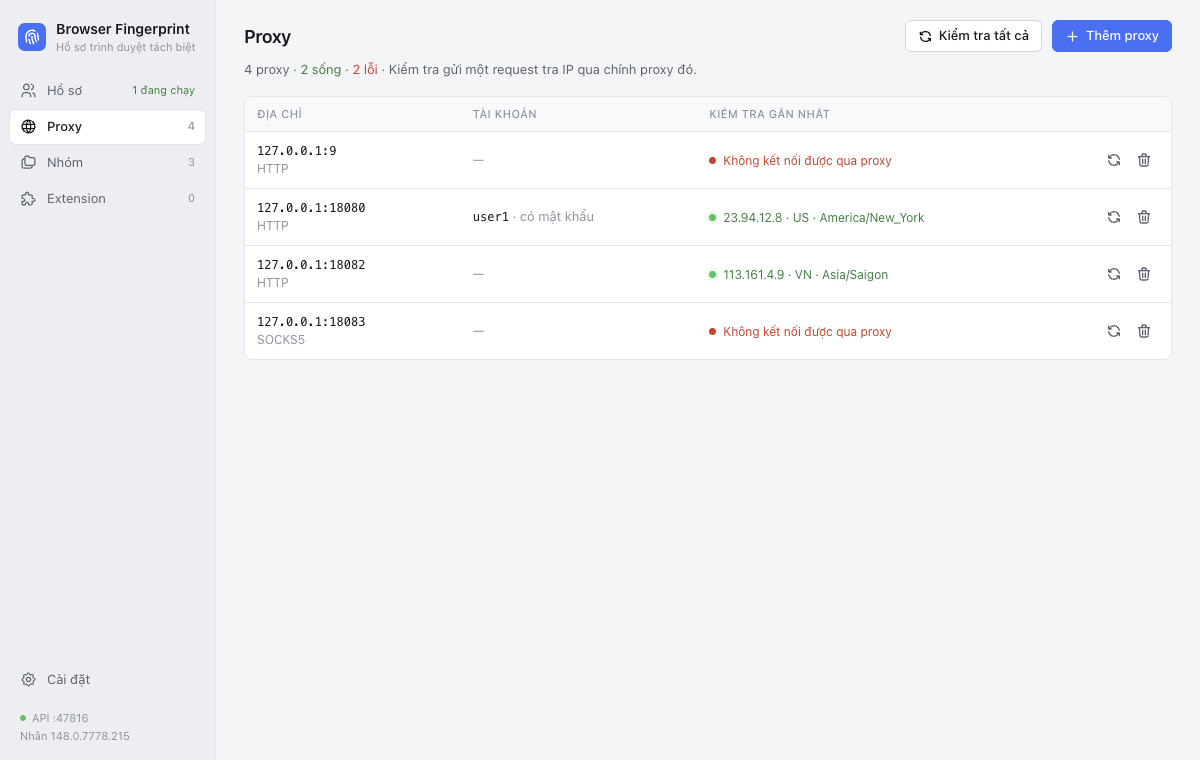 Browser Fingerprint
Hồ sơ trình duyệt tách biệt
Hồ sơ
1 đang chạy
Proxy
4
Nhóm
3
Extension
0
Cài đặt
API :47816
Nhân 148.0.7778.215
Proxy
Kiểm tra tất cả
Thêm proxy
4 proxy · 2 sống · 2 lỗi · Kiểm tra gửi một request tra IP qua chính proxy đó.
ĐỊA CHỈ TÀI KHOẢN KIỂM TRA GẦN NHẤT
127.0.0.1:9
HTTP
—
Không kết nối được qua proxy
127.0.0.1:18080
HTTP
user1 · có mật khẩu
23.94.12.8 · US · America/New_York
127.0.0.1:18082
HTTP
—
113.161.4.9 · VN · Asia/Saigon
127.0.0.1:18083
SOCKS5
—
Không kết nối được qua proxy